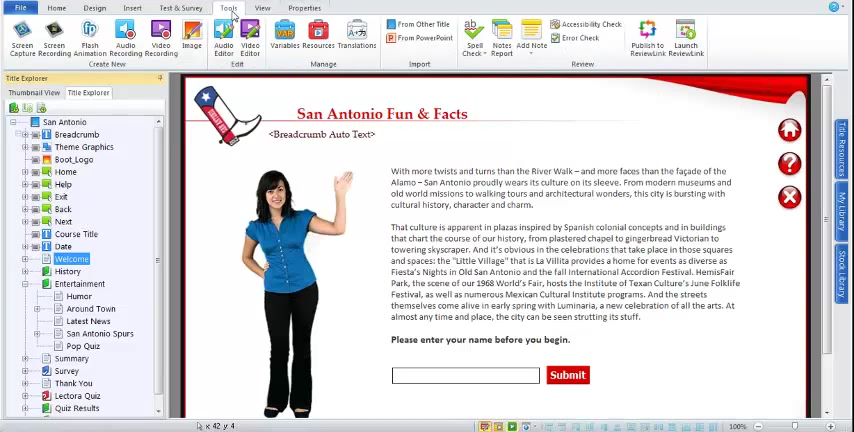 File Home Design Insert Test & Survey Tools View Properties
Screen Capture
Screen Recording
Flash Animation
Audio Recording
Video Recording
Image
Create New
Audio Editor
Video Editor
Edit
Variables
Resources
Translations
Manage
From Other Title
From PowerPoint
Import
Spell Check
Notes Report
Add Note
Accessibility Check
Error Check
Review
Publish to ReviewLink
Launch ReviewLink
Title Explorer
Thumbnail View Title Explorer
San Antonio
Breadcrumb
Theme Graphics
Boot_Logo
Home
Help
Exit
Back
Next
Course Title
Date
Welcome
History
Entertainment
Humor
Around Town
Latest News
San Antonio Spurs
Pop Quiz
Summary
Survey
Thank You
Lectora Quiz
Quiz Results
San Antonio Fun & Facts
<Breadcrumb Auto Text>
With more twists and turns than the River Walk – and more faces than the façade of the
Alamo – San Antonio proudly wears its culture on its sleeve. From modern museums and
old world missions to walking tours and architectural wonders, this city is bursting with
cultural history, character and charm.
That culture is apparent in plazas inspired by Spanish colonial concepts and in buildings
that chart the course of our history, from plastered chapel to gingerbread Victorian to
towering skyscraper. And it's obvious in the celebrations that take place in those squares
and spaces: the "Little Village" that is La Villita provides a home for events as diverse as
Fiesta's Nights in Old San Antonio and the fall International Accordion Festival. HemisFair
Park, the scene of our 1968 World's Fair, hosts the Institute of Texan Culture's June Folklife
Festival, as well as numerous Mexican Cultural Institute programs. And the streets
themselves come alive in early spring with Luminaria, a new celebration of all the arts. At
almost any time and place, the city can be seen strutting its stuff.
Please enter your name before you begin.
Submit
Title Resources
My Library
Stock Library
x: 42 y: 4
100%